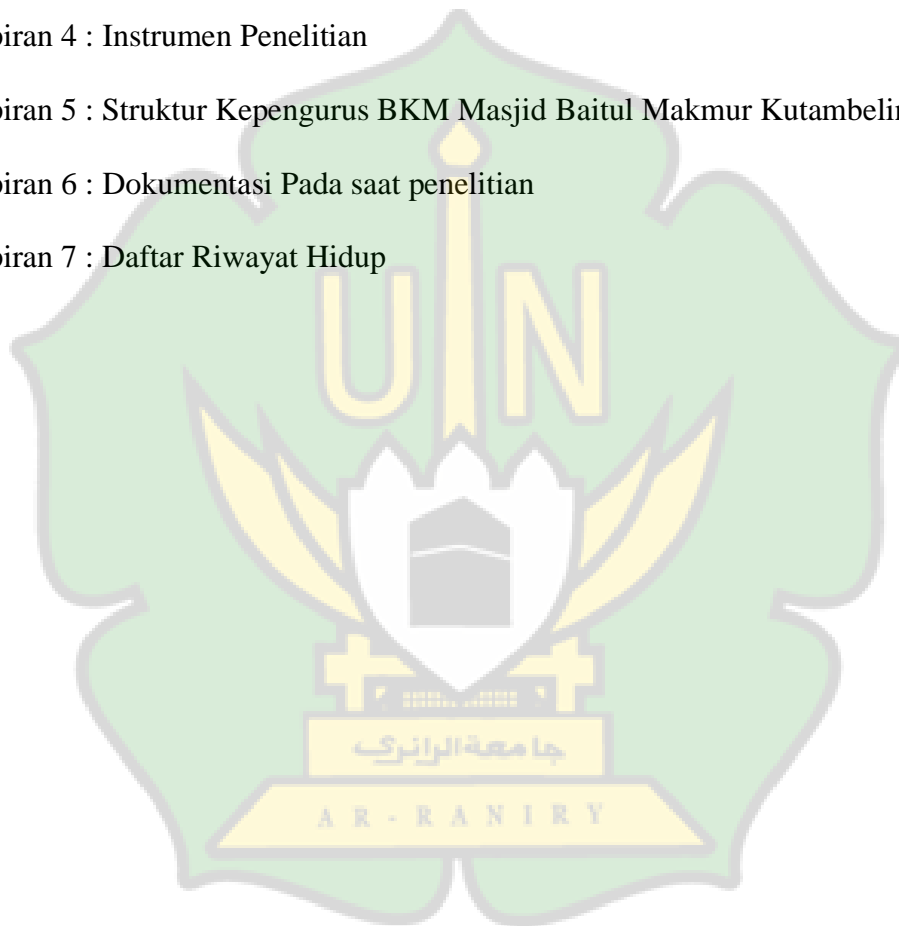 piran 4 : Instrumen Penelitian
piran 5 : Struktur Kepengurus BKM Masjid Baitul Makmur Kutambelin
piran 6 : Dokumentasi Pada saat penelitian
piran 7 : Daftar Riwayat Hidup
UIN
جامعة الرانري
AR-RANIRY